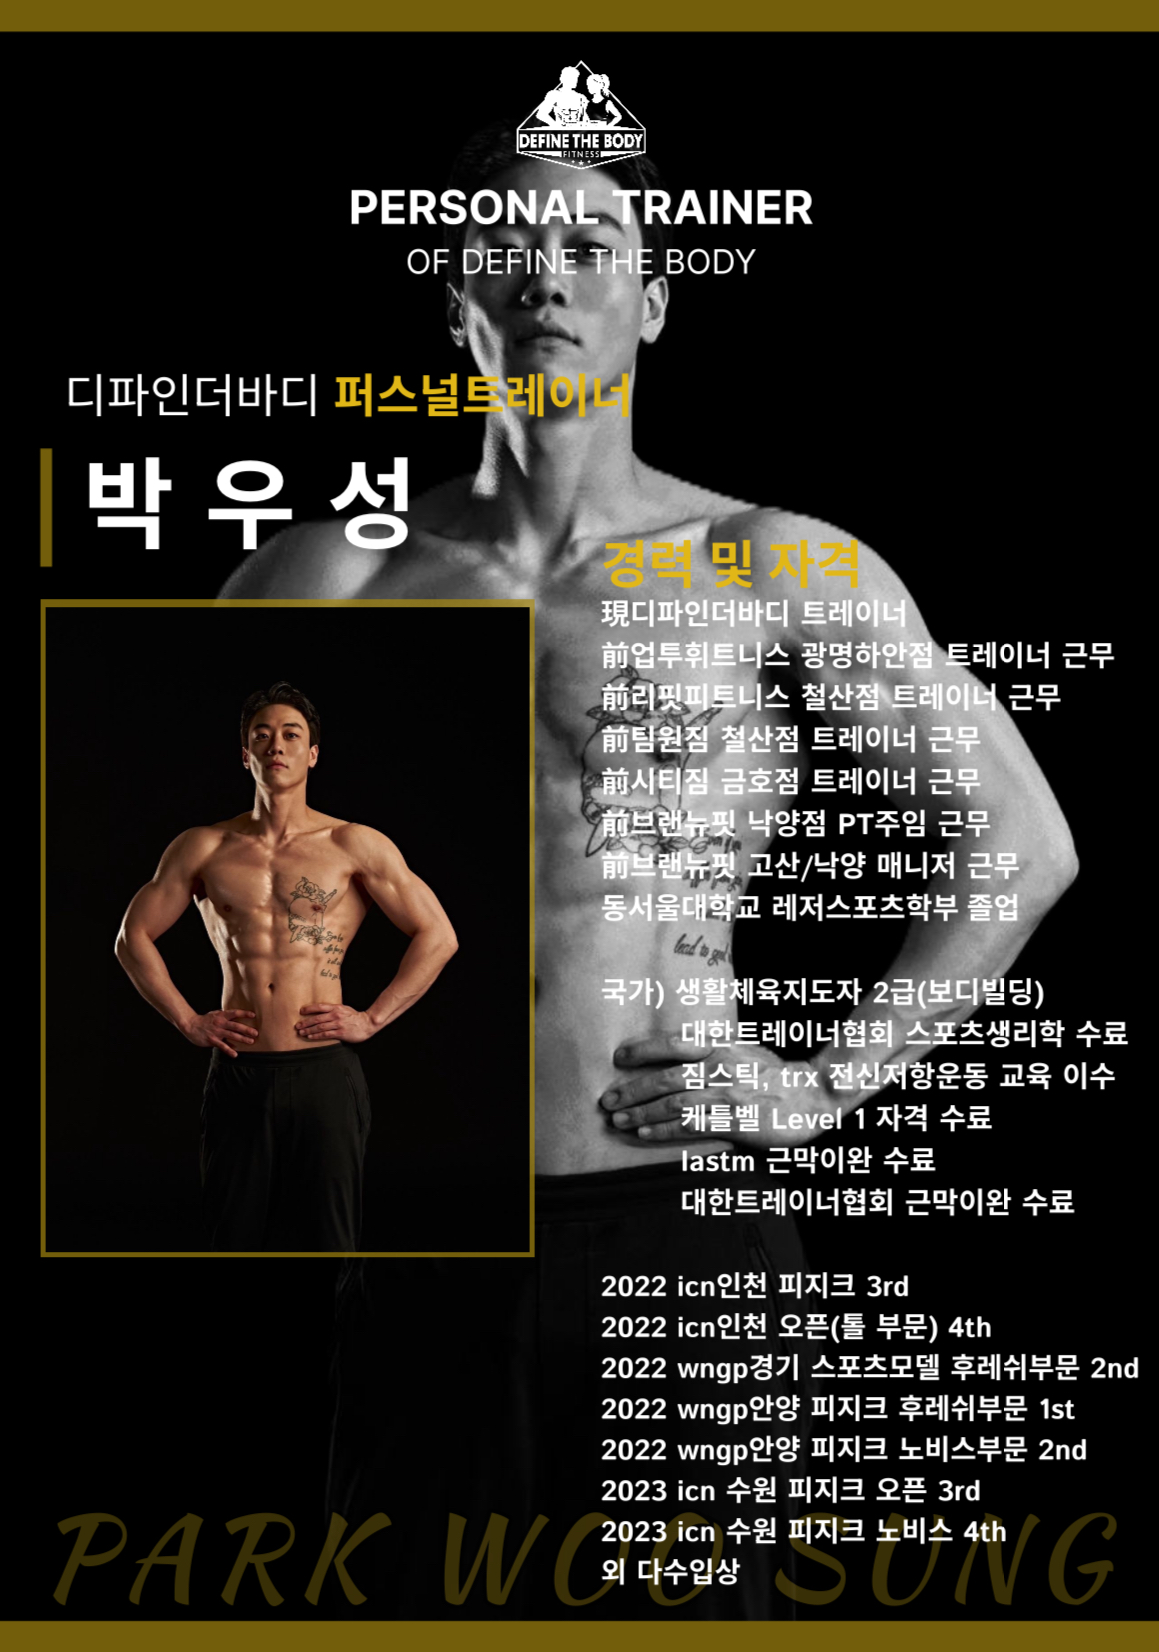 DEFINE THE BODY
FITNESS
PERSONAL TRAINER
OF DEFINE THE BODY
디파인더바디 퍼스널트레이너
박우성
경력 및 자격
現디파인더바디 트레이너
前업투휘트니스 광명하안점 트레이너 근무
前리핏피트니스 철산점 트레이너 근무
前팀원짐 철산점 트레이너 근무
前시티짐 금호점 트레이너 근무
前브랜뉴핏 낙양점 PT주임 근무
前브랜뉴핏 고산/낙양 매니저 근무
동서울대학교 레저스포츠학부 졸업
국가) 생활체육지도자 2급(보디빌딩)
대한트레이너협회 스포츠생리학 수료
짐스틱, trx 전신저항운동 교육 이수
케틀벨 Level 1 자격 수료
Iastm 근막이완 수료
대한트레이너협회 근막이완 수료
2022 icn인천 피지크 3rd
2022 icn인천 오픈(톨 부문) 4th
2022 wngp경기 스포츠모델 후레쉬부문 2nd
2022 wngp안양 피지크 후레쉬부문 1st
2022 wngp안양 피지크 노비스부문 2nd
2023 icn 수원 피지크 오픈 3rd
2023 icn 수원 피지크 노비스 4th
외 다수입상
PARK WOO SUNG